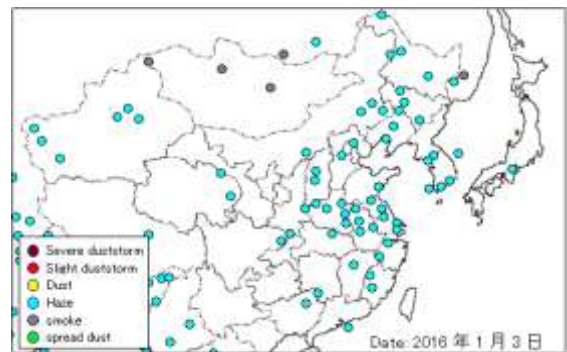 Severe duststorm
Slight duststorm
Dust
Haze
smoke
spread dust
Date: 2016 年 1 月 3 日